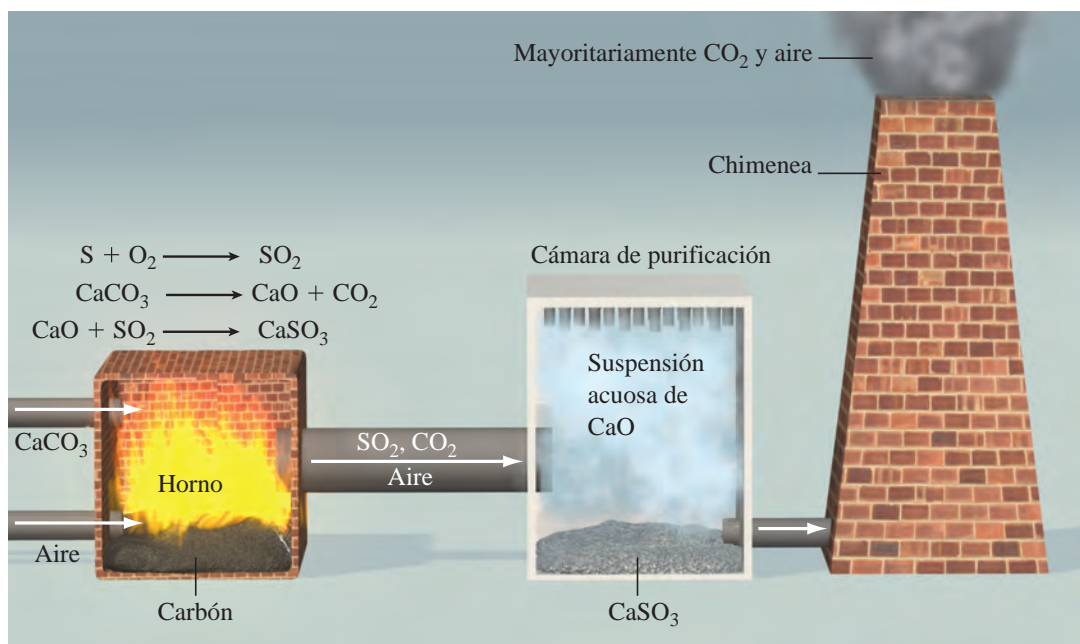 Mayoritariamente CO₂ y aire
Chimenea
S + O₂ ⟶ SO₂
CaCO₃ ⟶ CaO + CO₂
CaO + SO₂ ⟶ CaSO₃
Cámara de purificación
Suspensión
acuosa de
CaO
CaCO₃
SO₂, CO₂
Aire
Horno
Aire
Carbón
CaSO₃